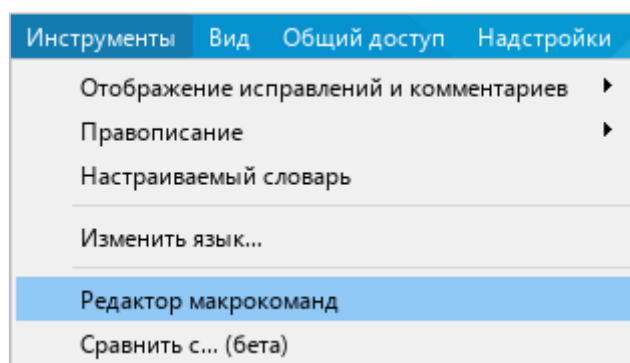 Инструменты Вид Общий доступ Надстройки
Отображение исправлений и комментариев
Правописание
Настраиваемый словарь
Изменить язык...
Редактор макрокоманд
Сравнить с... (бета)